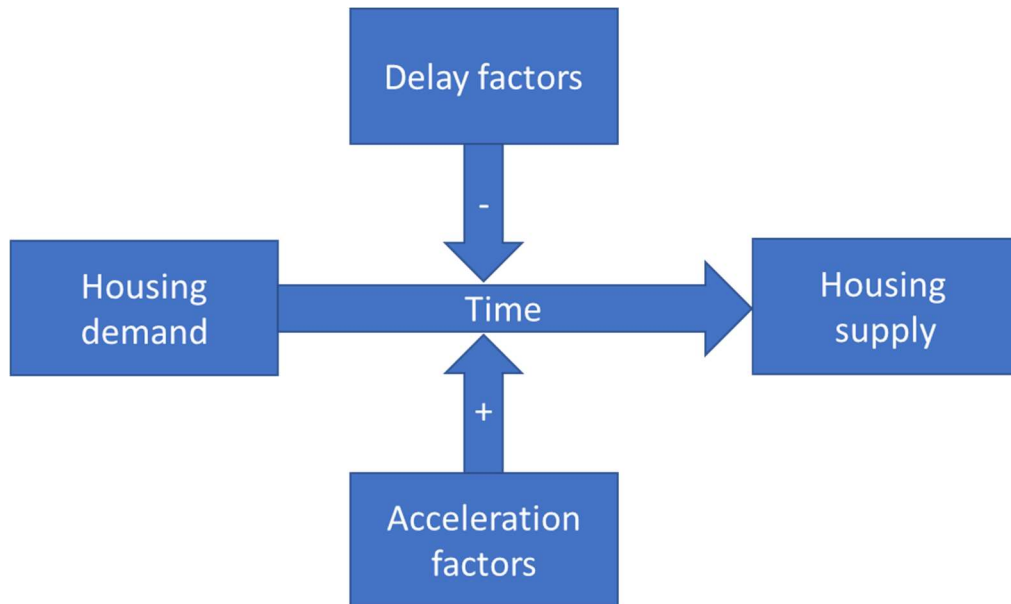 Delay factors
-
Housing
demand
Time
Housing
supply
+
Acceleration
factors